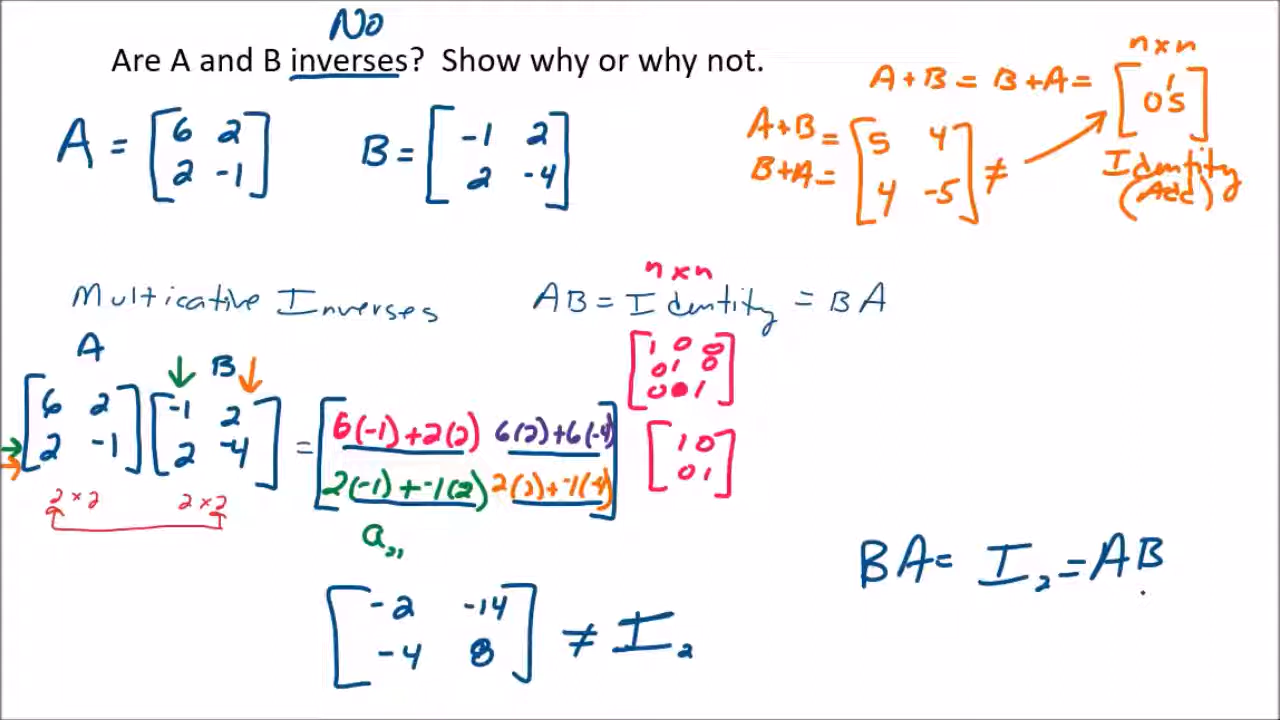 No
Are A and B inverses? Show why or why not.
n x n
A + B = B + A = [ 0's ]
Identity
(Add)
A+B =
B+A =
[ 5 4
4 -5 ] ≠
A = [ 6 2
2 -1 ]
B = [ -1 2
2 -4 ]
Multicative Inverses
n x n
AB = Identity = BA
[ 1 0 0
0 1 0
0 1 ]
[ 1 0
0 1 ]
A
B
[ 6 2
2 -1 ]
[ -1 2
2 -4 ]
=
[ 6(-1)+2(2) 6(2)+6(-4)
2(-1)+-1(2) 2( )+-1(-4) ]
2 x 2
2 x 2
a₂₁
[ -2 -14
-4 8 ] ≠ I₂
BA = I₂ = AB